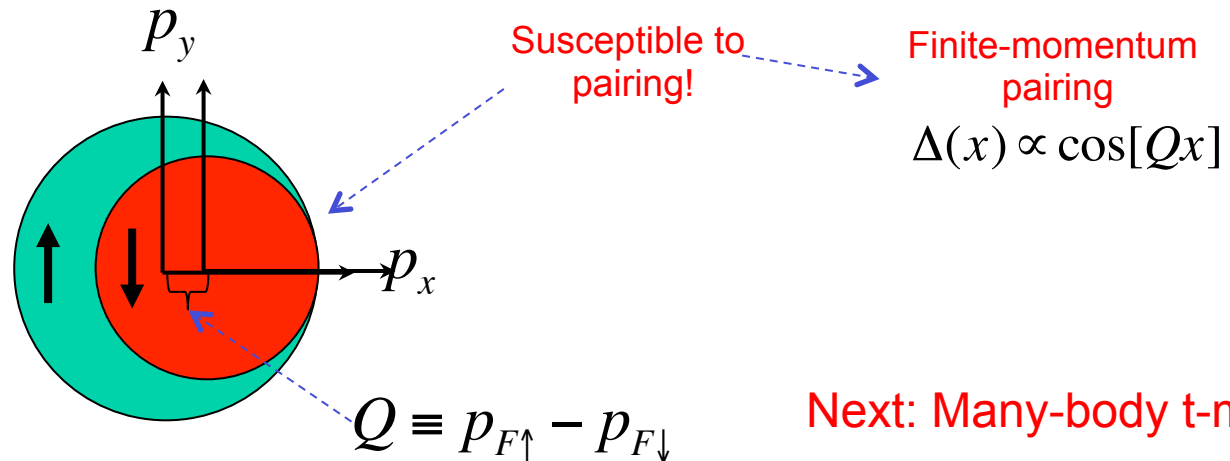 p_y
Susceptible to
pairing!
Finite-momentum
pairing
Δ(x) ∝ cos[Qx]
p_x
Q ≡ p_{F↑} − p_{F↓}
Next: Many-body